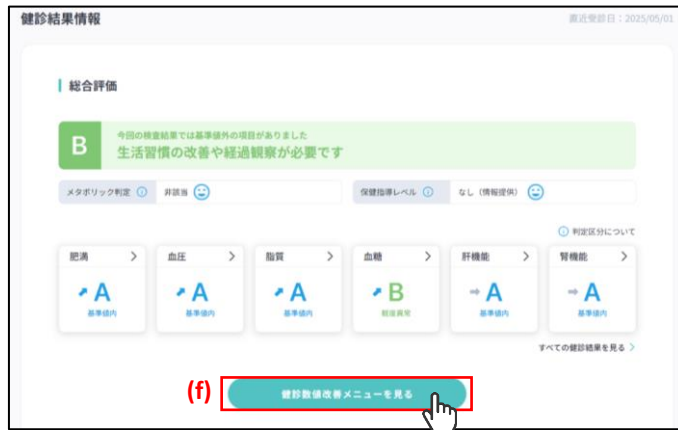 健診結果情報
直近受診日：2025/05/01
総合評価
B
今回の検査結果では基準値外の項目がありました
生活習慣の改善や経過観察が必要です
メタボリック判定 非該当
保健指導レベル なし（情報提供）
判定区分について
肥満 血圧 脂質 血糖 肝機能 腎機能
A A A B A A
基準値内 基準値内 基準値内 軽度異常 基準値内 基準値内
すべての健診結果を見る
(f)
健診数値改善メニューを見る